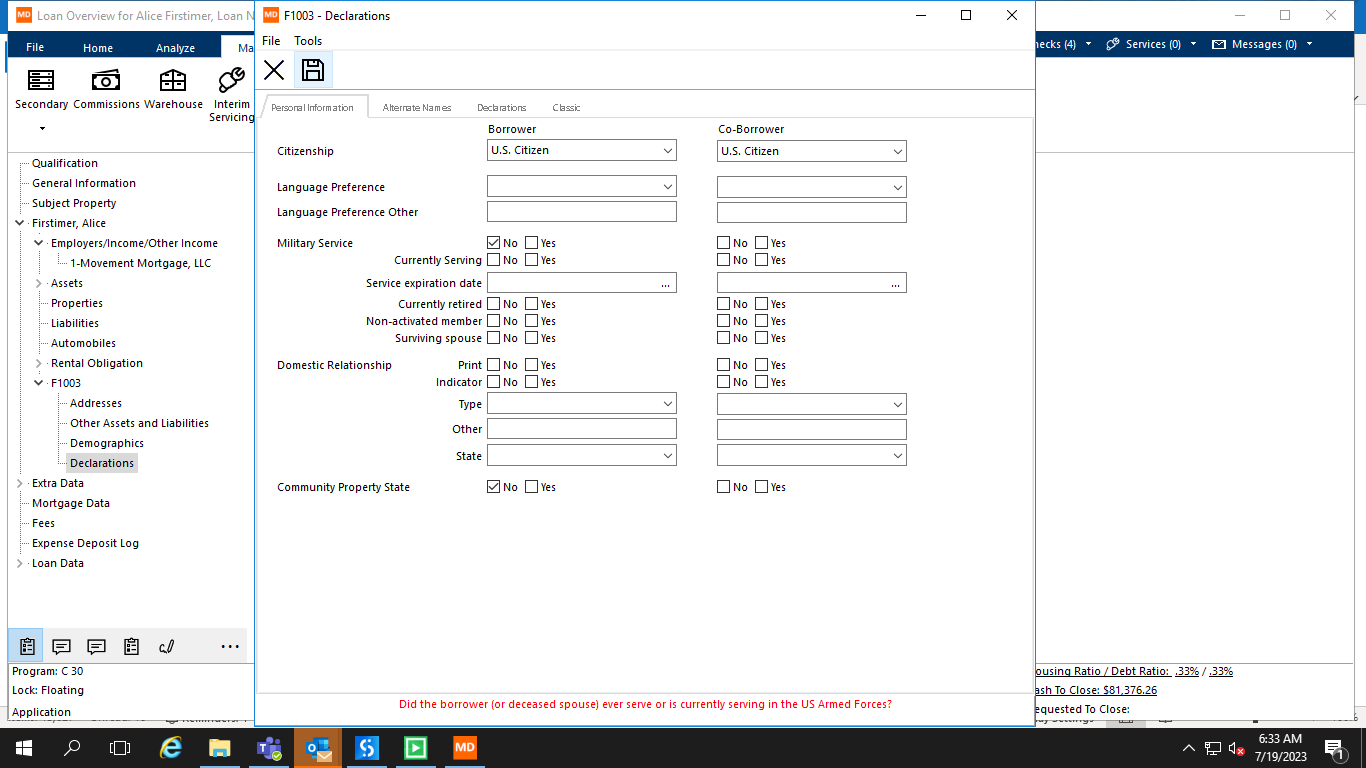 MD Loan Overview for Alice Firstimer, Loan N
MD F1003 - Declarations
File Home Analyze Ma
File Tools
hecks (4) Services (0) Messages (0)
Secondary Commissions Warehouse Interim
Servicing
Personal Information Alternate Names Declarations Classic
Borrower Co-Borrower
Citizenship U.S. Citizen U.S. Citizen
Language Preference
Language Preference Other
Military Service No Yes No Yes
Currently Serving No Yes No Yes
Service expiration date ... ...
Currently retired No Yes No Yes
Non-activated member No Yes No Yes
Surviving spouse No Yes No Yes
Domestic Relationship Print No Yes No Yes
Indicator No Yes No Yes
Type
Other
State
Community Property State No Yes No Yes
Qualification
General Information
Subject Property
Firstimer, Alice
Employers/Income/Other Income
1-Movement Mortgage, LLC
Assets
Properties
Liabilities
Automobiles
Rental Obligation
F1003
Addresses
Other Assets and Liabilities
Demographics
Declarations
Extra Data
Mortgage Data
Fees
Expense Deposit Log
Loan Data
Program: C 30
Lock: Floating
Application
ousing Ratio / Debt Ratio: .33% / .33%
ash To Close: $81,376.26
equested To Close:
Did the borrower (or deceased spouse) ever serve or is currently serving in the US Armed Forces?
MD
6:33 AM
7/19/2023
1